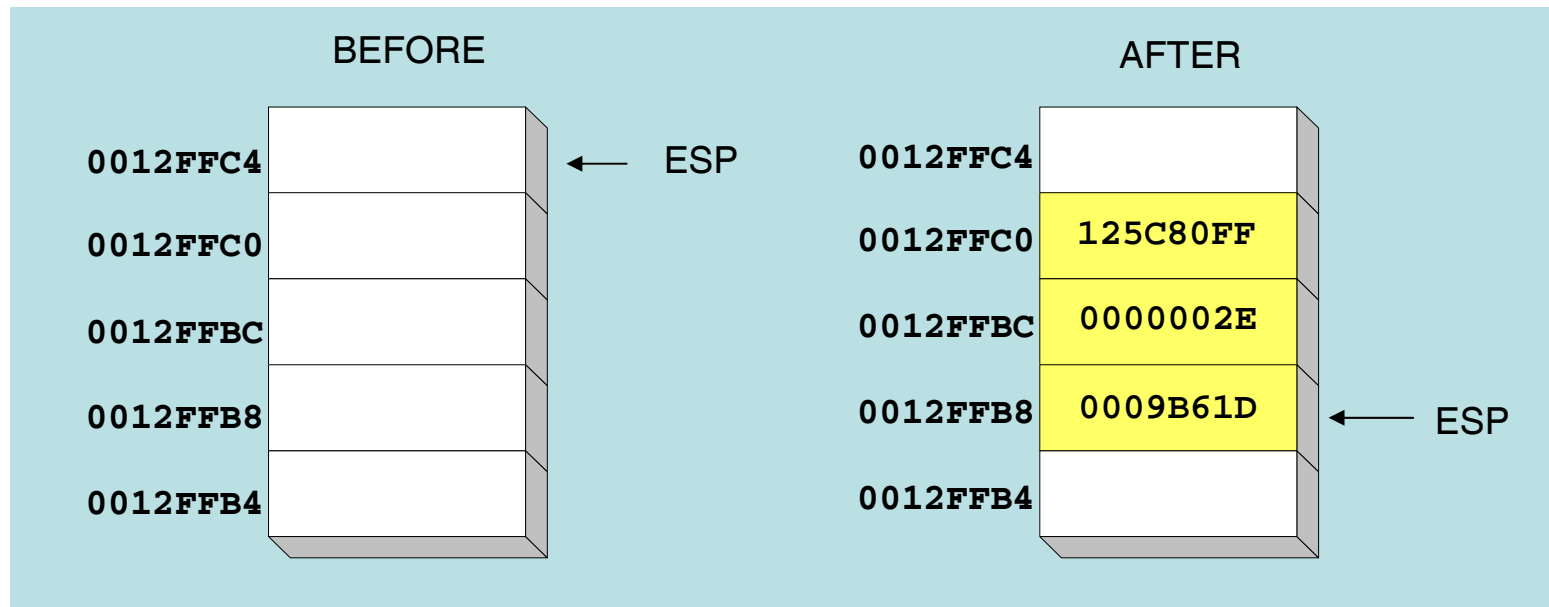 BEFORE
0012FFC4
ESP
0012FFC0
0012FFBC
0012FFB8
0012FFB4
AFTER
0012FFC4
0012FFC0 125C80FF
0012FFBC 0000002E
0012FFB8 0009B61D
ESP
0012FFB4